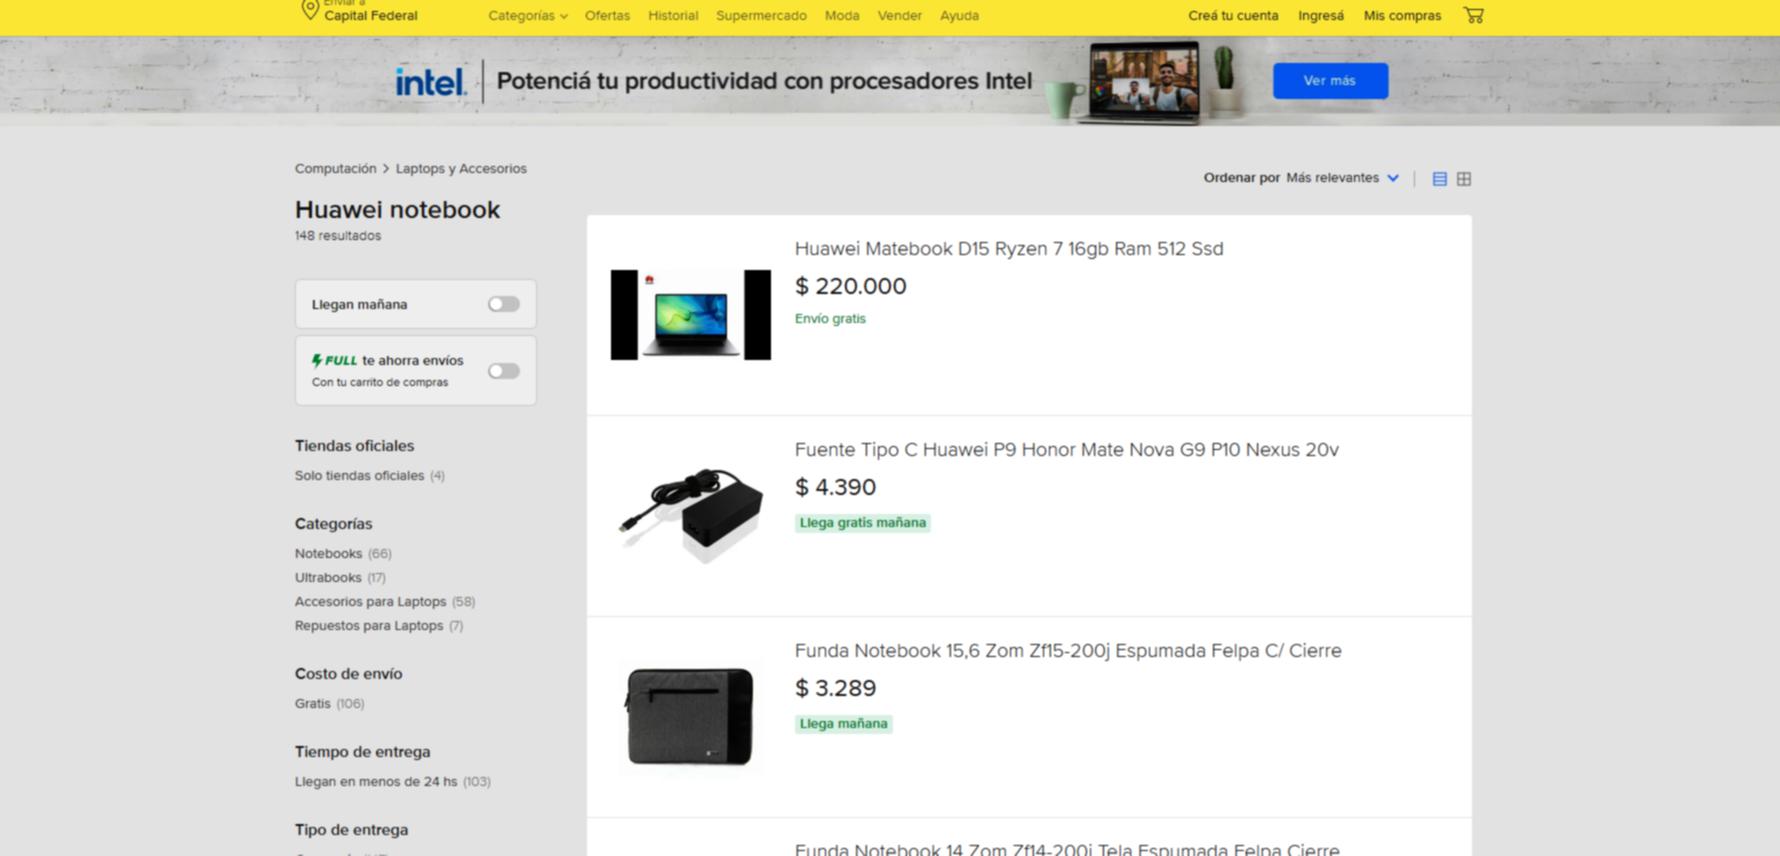 Enviar a
Capital Federal
Categorías
Ofertas
Historial
Supermercado
Moda
Vender
Ayuda
Creá tu cuenta
Ingresá
Mis compras
intel.
Potenciá tu productividad con procesadores Intel
Ver más
Computación > Laptops y Accesorios
Ordenar por Más relevantes
Huawei notebook
148 resultados
Llegan mañana
FULL te ahorra envíos
Con tu carrito de compras
Tiendas oficiales
Solo tiendas oficiales (4)
Categorías
Notebooks (66)
Ultrabooks (17)
Accesorios para Laptops (58)
Repuestos para Laptops (7)
Costo de envío
Gratis (106)
Tiempo de entrega
Llegan en menos de 24 hs (103)
Tipo de entrega
Huawei Matebook D15 Ryzen 7 16gb Ram 512 Ssd
$ 220.000
Envío gratis
Fuente Tipo C Huawei P9 Honor Mate Nova G9 P10 Nexus 20v
$ 4.390
Llega gratis mañana
Funda Notebook 15,6 Zom Zf15-200j Espumada Felpa C/ Cierre
$ 3.289
Llega mañana
Funda Notebook 14 Zom Zf14-200j Tela Espumada Felpa Cierre